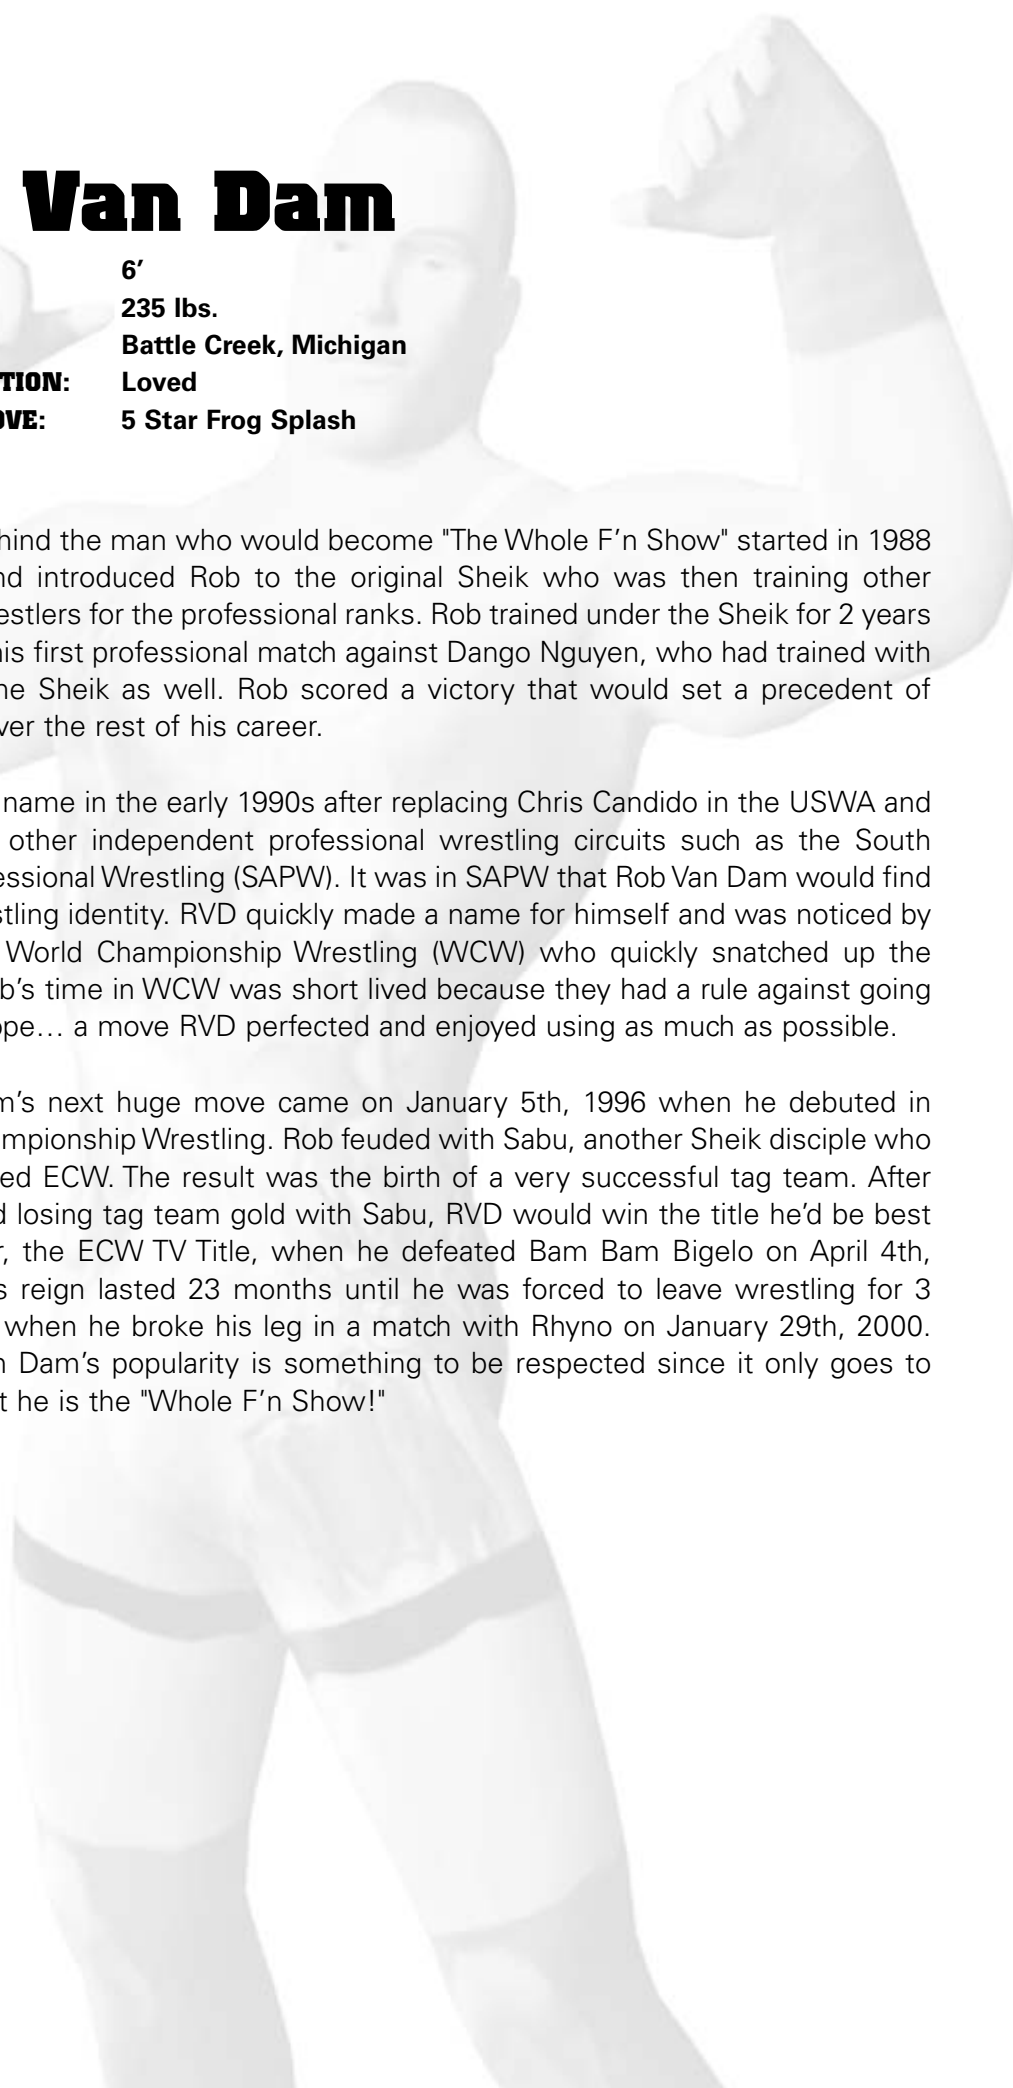 Van Dam
6’
235 lbs.
Battle Creek, Michigan
TION: Loved
OVE: 5 Star Frog Splash
hind the man who would become "The Whole F’n Show" started in 1988
nd introduced Rob to the original Sheik who was then training other
estlers for the professional ranks. Rob trained under the Sheik for 2 years
his first professional match against Dango Nguyen, who had trained with
he Sheik as well. Rob scored a victory that would set a precedent of
ver the rest of his career.
name in the early 1990s after replacing Chris Candido in the USWA and
other independent professional wrestling circuits such as the South
essional Wrestling (SAPW). It was in SAPW that Rob Van Dam would find
stling identity. RVD quickly made a name for himself and was noticed by
World Championship Wrestling (WCW) who quickly snatched up the
b’s time in WCW was short lived because they had a rule against going
ope… a move RVD perfected and enjoyed using as much as possible.
m’s next huge move came on January 5th, 1996 when he debuted in
mpionship Wrestling. Rob feuded with Sabu, another Sheik disciple who
ed ECW. The result was the birth of a very successful tag team. After
d losing tag team gold with Sabu, RVD would win the title he’d be best
r, the ECW TV Title, when he defeated Bam Bam Bigelo on April 4th,
s reign lasted 23 months until he was forced to leave wrestling for 3
when he broke his leg in a match with Rhyno on January 29th, 2000.
n Dam’s popularity is something to be respected since it only goes to
t he is the "Whole F’n Show!"